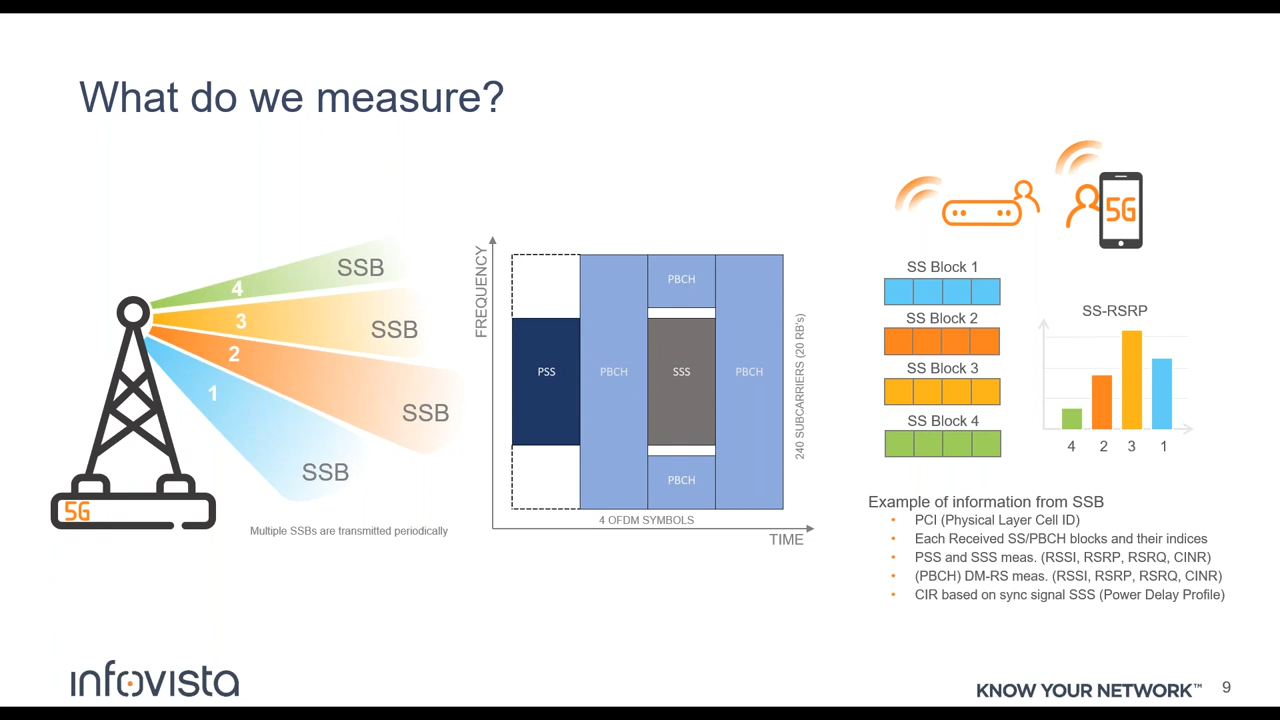 What do we measure?
5G
SSB
SSB
SSB
SSB
4
3
2
1
5G
Multiple SSBs are transmitted periodically
FREQUENCY
PSS
PBCH
PBCH
SSS
PBCH
PBCH
240 SUBCARRIERS (20 RB's)
4 OFDM SYMBOLS
TIME
SS Block 1
SS Block 2
SS Block 3
SS Block 4
SS-RSRP
4 2 3 1
Example of information from SSB
• PCI (Physical Layer Cell ID)
• Each Received SS/PBCH blocks and their indices
• PSS and SSS meas. (RSSI, RSRP, RSRQ, CINR)
• (PBCH) DM-RS meas. (RSSI, RSRP, RSRQ, CINR)
• CIR based on sync signal SSS (Power Delay Profile)
infovista
KNOW YOUR NETWORK™ 9